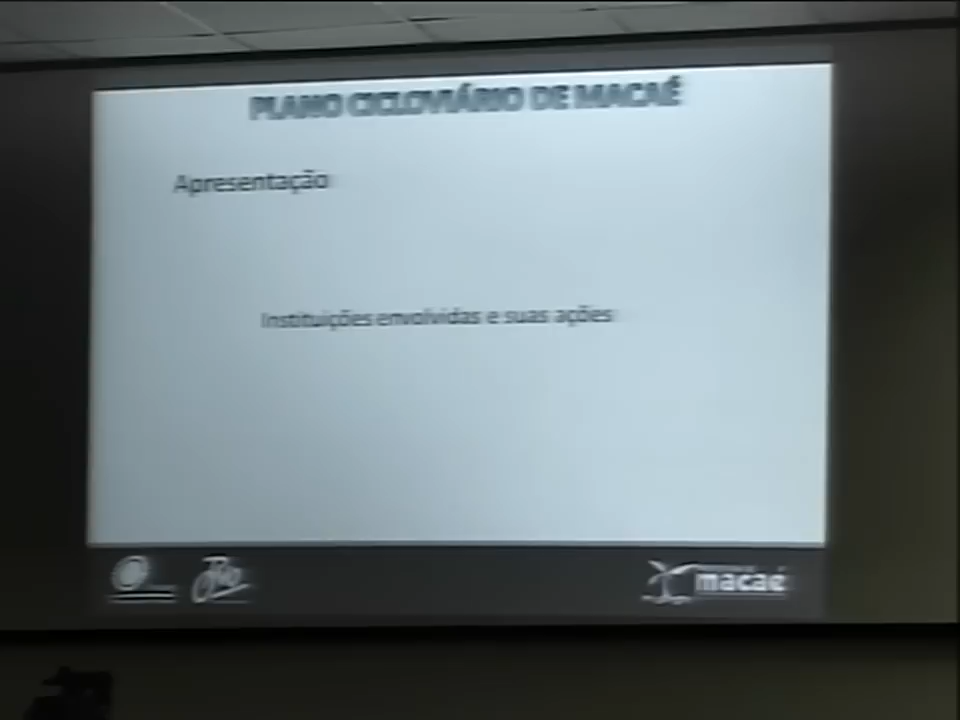 PLANO CICLOVIÁRIO DE MACAÉ
Apresentação
Instituições envolvidas e suas ações
macaé